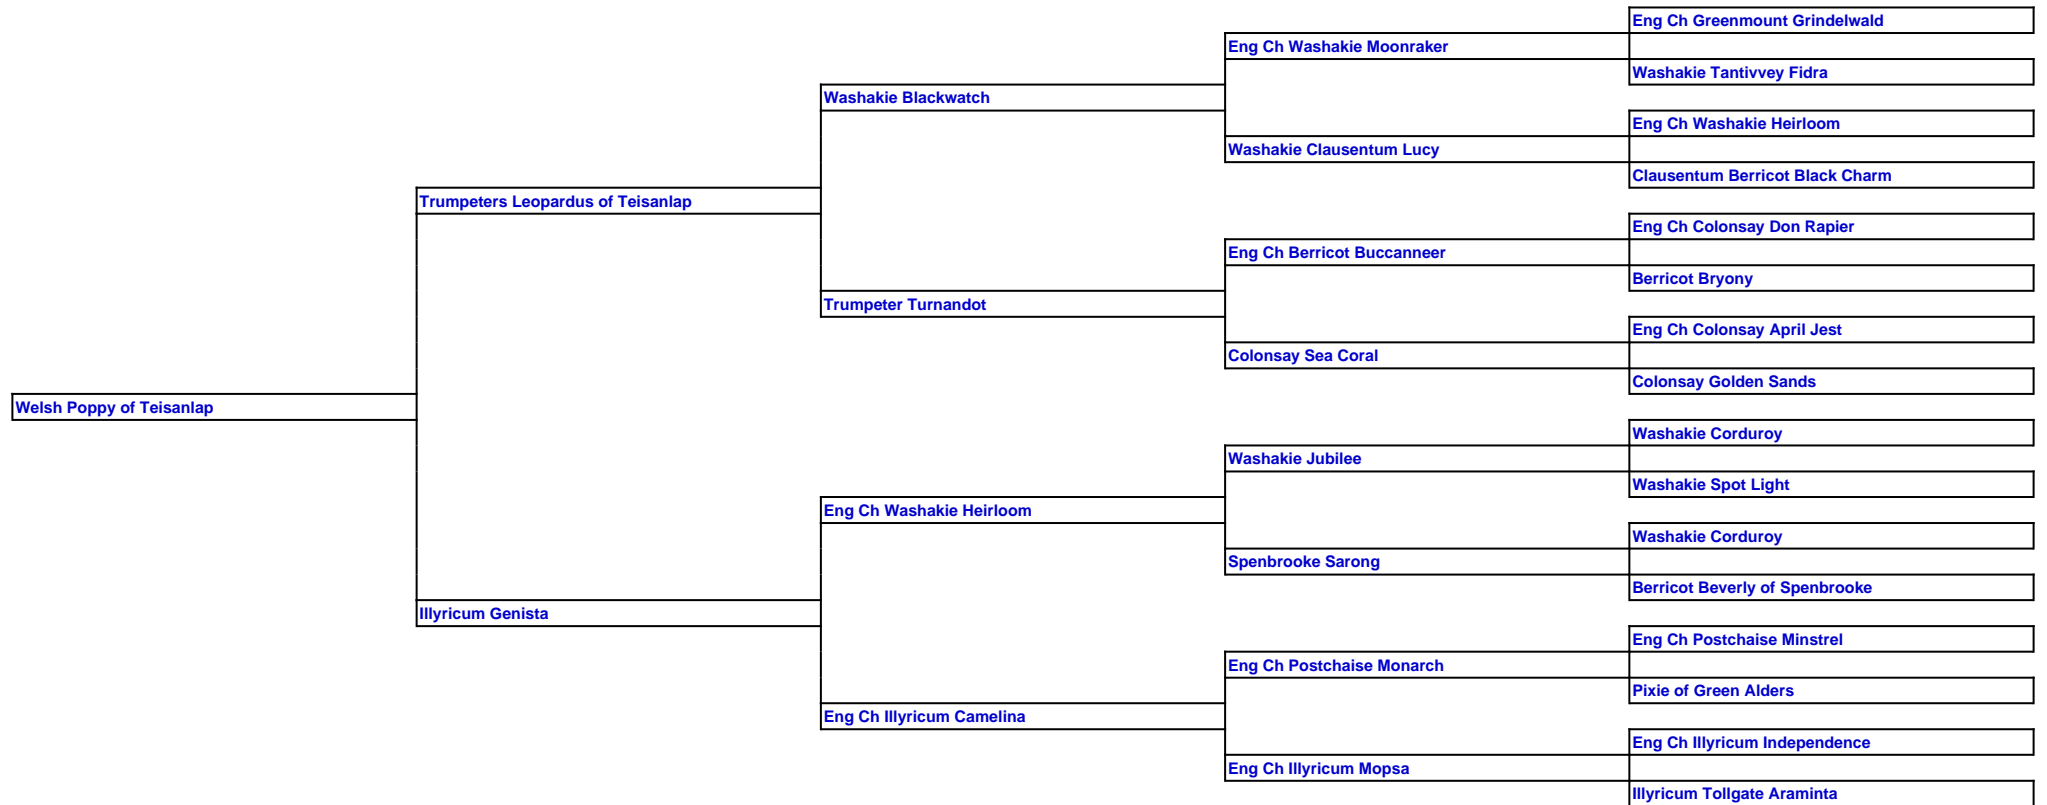 Eng Ch Greenmount Grindelwald
Eng Ch Washakie Moonraker
Washakie Tantivvey Fidra
Washakie Blackwatch
Eng Ch Washakie Heirloom
Washakie Clausentum Lucy
Clausentum Berricot Black Charm
Trumpeters Leopardus of Teisanlap
Eng Ch Colonsay Don Rapier
Eng Ch Berricot Buccanneer
Berricot Bryony
Trumpeter Turnandot
Eng Ch Colonsay April Jest
Colonsay Sea Coral
Colonsay Golden Sands
Welsh Poppy of Teisanlap
Washakie Corduroy
Washakie Jubilee
Washakie Spot Light
Eng Ch Washakie Heirloom
Washakie Corduroy
Spenbrooke Sarong
Berricot Beverly of Spenbrooke
Illyricum Genista
Eng Ch Postchaise Minstrel
Eng Ch Postchaise Monarch
Pixie of Green Alders
Eng Ch Illyricum Camelina
Eng Ch Illyricum Independence
Eng Ch Illyricum Mopsa
Illyricum Tollgate Araminta